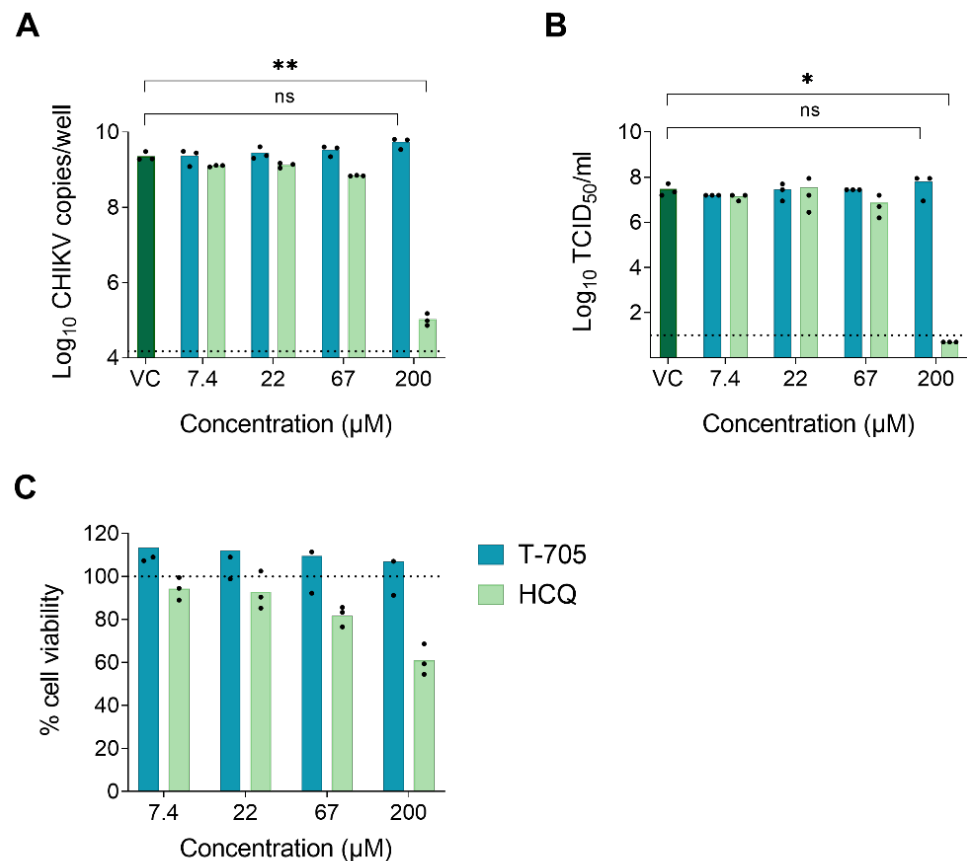 A
**
ns
Log10 CHIKV copies/well
10
8
6
4
VC 7.4 22 67 200
Concentration (µM)
B
*
ns
Log10 TCID50/ml
10
8
6
4
2
VC 7.4 22 67 200
Concentration (µM)
C
% cell viability
120
100
80
60
40
20
0
7.4 22 67 200
Concentration (µM)
T-705
HCQ